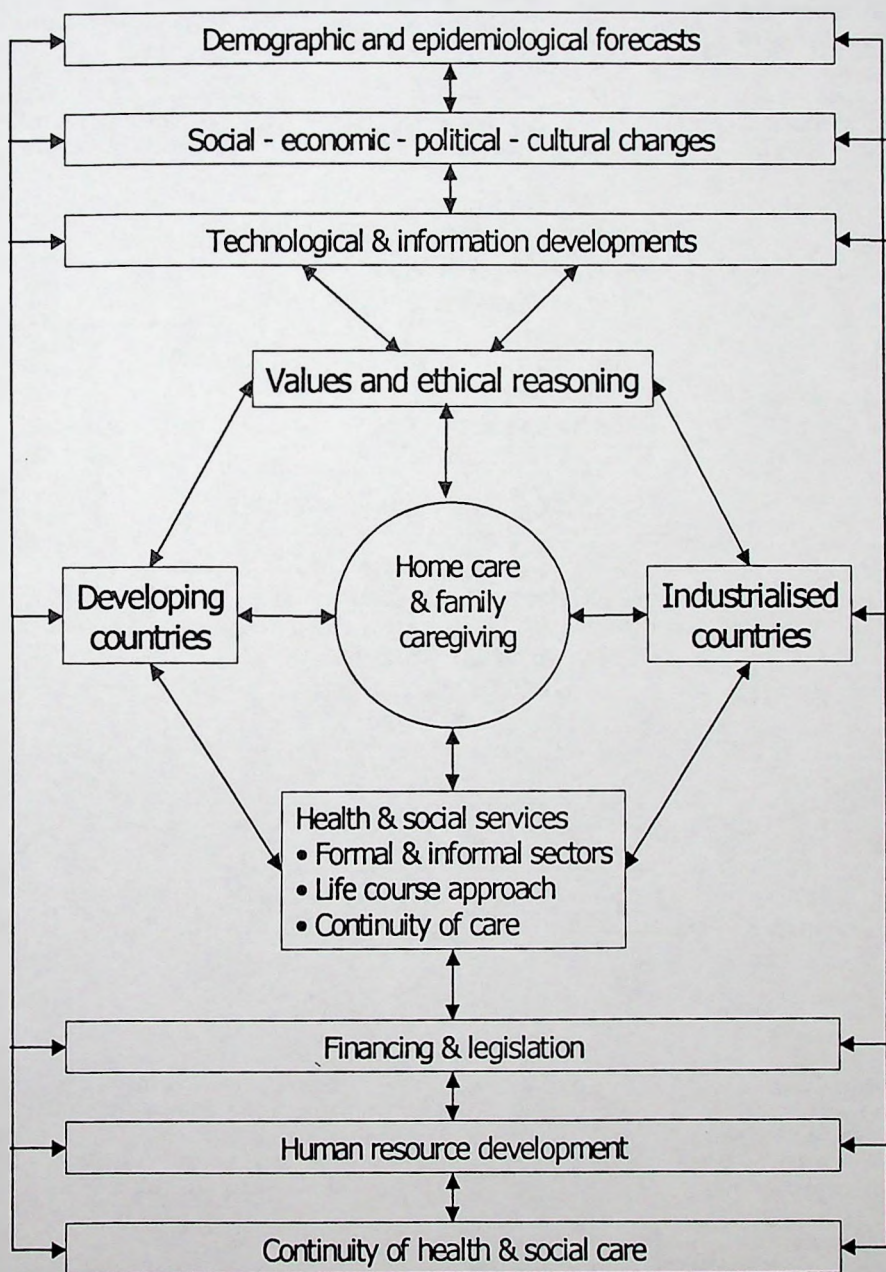 Demographic and epidemiological forecasts
Social - economic - political - cultural changes
Technological & information developments
Values and ethical reasoning
Developing
countries
Home care
& family
caregiving
Industrialised
countries
Health & social services
• Formal & informal sectors
• Life course approach
• Continuity of care
Financing & legislation
Human resource development
Continuity of health & social care